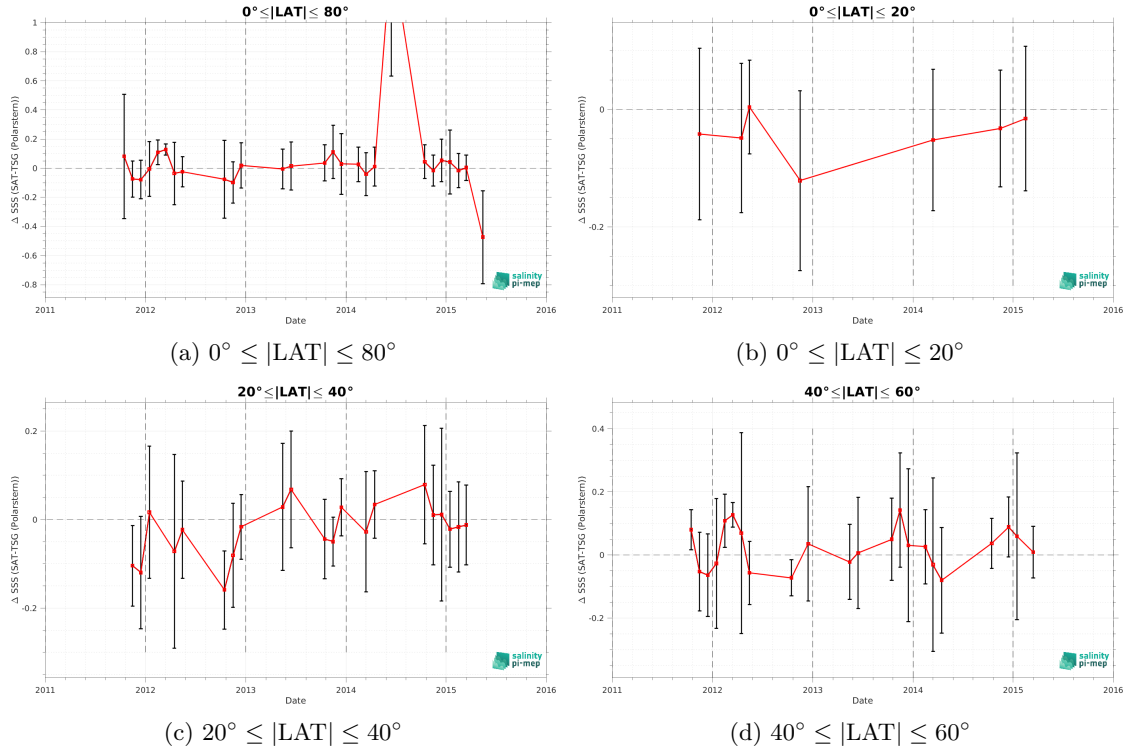 0°≤|LAT|≤ 80°
Δ SSS (SAT-TSG (Polarstern))
1
0.8
0.6
0.4
0.2
0
-0.2
-0.4
-0.6
-0.8
2011 2012 2013 2014 2015 2016
Date
salinity
pi-mep
(a) 0° ≤ |LAT| ≤ 80°
0°≤|LAT|≤ 20°
Δ SSS (SAT-TSG (Polarstern))
0
-0.2
2011 2012 2013 2014 2015 2016
Date
salinity
pi-mep
(b) 0° ≤ |LAT| ≤ 20°
20°≤|LAT|≤ 40°
Δ SSS (SAT-TSG (Polarstern))
0.2
0
-0.2
2011 2012 2013 2014 2015 2016
Date
salinity
pi-mep
(c) 20° ≤ |LAT| ≤ 40°
40°≤|LAT|≤ 60°
Δ SSS (SAT-TSG (Polarstern))
0.4
0.2
0
-0.2
2011 2012 2013 2014 2015 2016
Date
salinity
pi-mep
(d) 40° ≤ |LAT| ≤ 60°